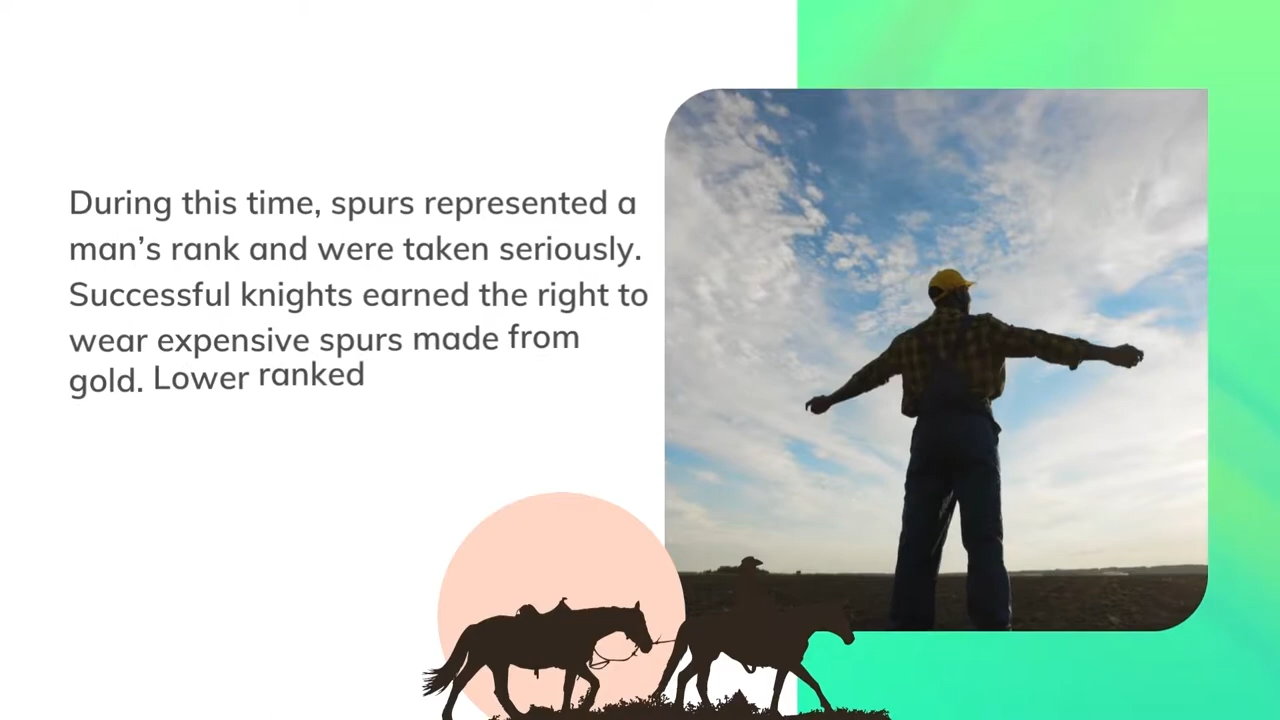 During this time, spurs represented a
man’s rank and were taken seriously.
Successful knights earned the right to
wear expensive spurs made from
gold. Lower ranked